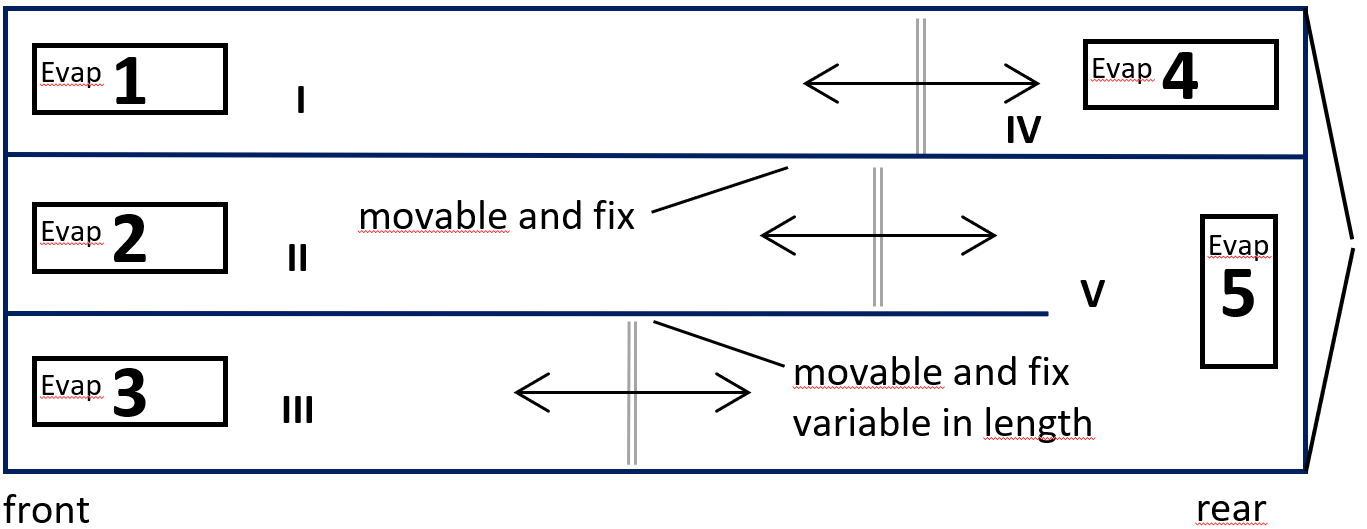 Evap 1
I
Evap 4
IV
Evap 2
II
movable and fix
Evap
5
V
Evap 3
III
movable and fix
variable in length
front
rear